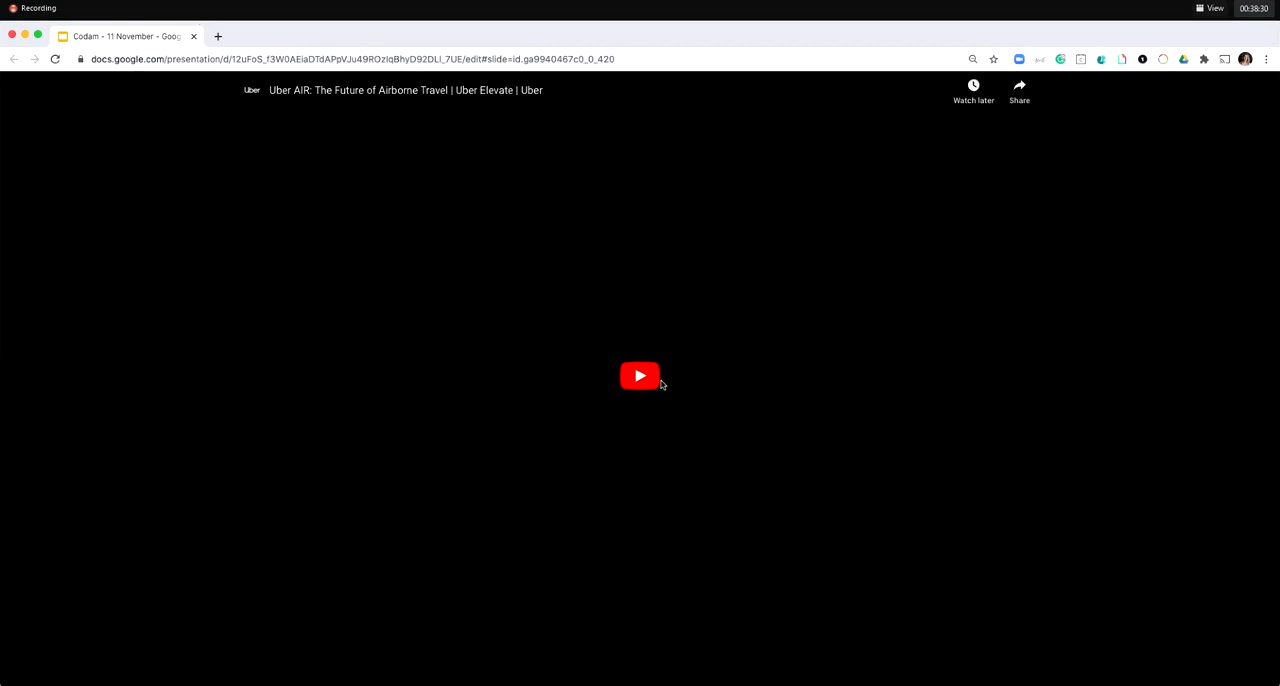 Recording
View
00:38:30
Codam - 11 November - Goog
docs.google.com/presentation/d/12uFoS_f3W0AEiaDTdAPpVJu49ROzIqBhyD92DLI_7UE/edit#slide=id.ga9940467c0_0_420
Uber
Uber AIR: The Future of Airborne Travel | Uber Elevate | Uber
Watch later
Share